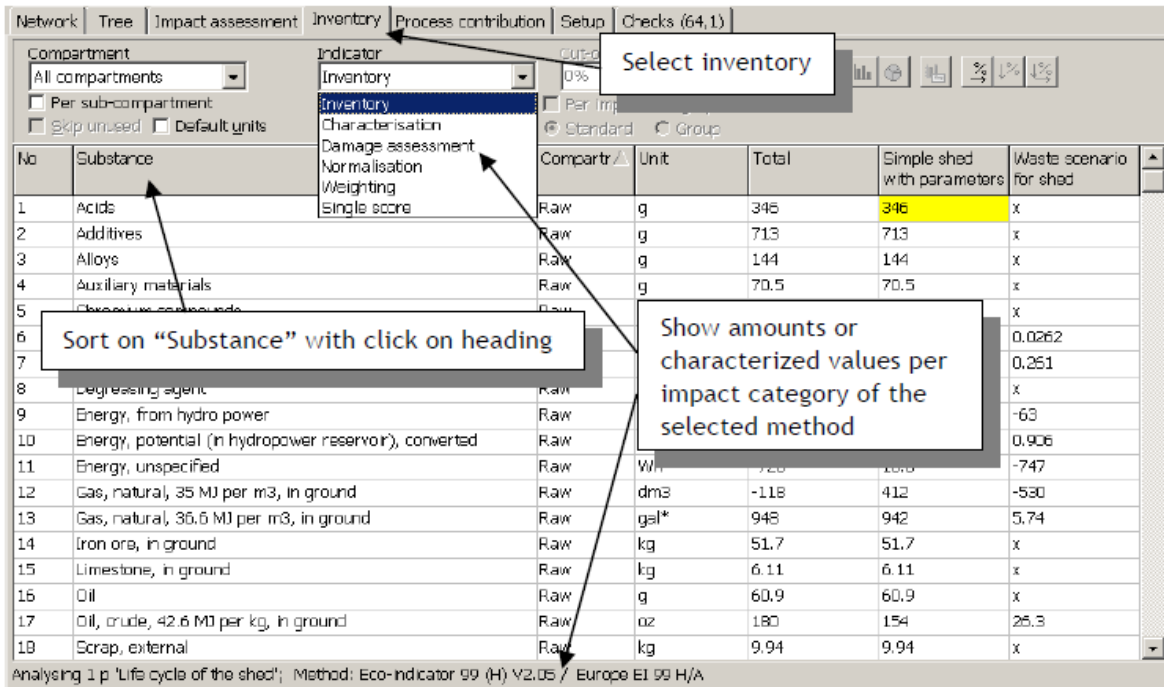 Network Tree Impact assessment Inventory Process contribution Setup Checks (64,1)
Compartment Indicator Cut-o
All compartments Inventory 0%
Select inventory
Per sub-compartment Inventory Per Imp
Skip unused Default units Characterisation Standard Group
Damage assessment
Normalisation
Weighting
Single score
No Substance Compartr Unit Total Simple shed with parameters Waste scenario for shed
1 Acids Raw g 346 346 x
2 Additives Raw g 713 713 x
3 Alloys Raw g 144 144 x
4 Auxiliary materials Raw g 70.5 70.5 x
5 x
6 0.0262
7 0.261
Sort on “Substance” with click on heading
Show amounts or
characterized values per
impact category of the
selected method
8 Degreasing agent x
9 Energy, from hydro power Raw -63
10 Energy, potential (in hydropower reservoir), converted Raw 0.906
11 Energy, unspecified Raw -747
12 Gas, natural, 35 MJ per m3, in ground Raw dm3 -118 412 -530
13 Gas, natural, 36.6 MJ per m3, in ground Raw gal* 948 942 5.74
14 Iron ore, in ground Raw kg 51.7 51.7 x
15 Limestone, in ground Raw kg 6.11 6.11 x
16 Oil Raw g 60.9 60.9 x
17 Oil, crude, 42.6 MJ per kg, in ground Raw oz 180 154 26.3
18 Scrap, external Raw kg 9.94 9.94 x
Analysing 1 p 'Life cycle of the shed'; Method: Eco-indicator 99 (H) V2.05 / Europe EI 99 H/A